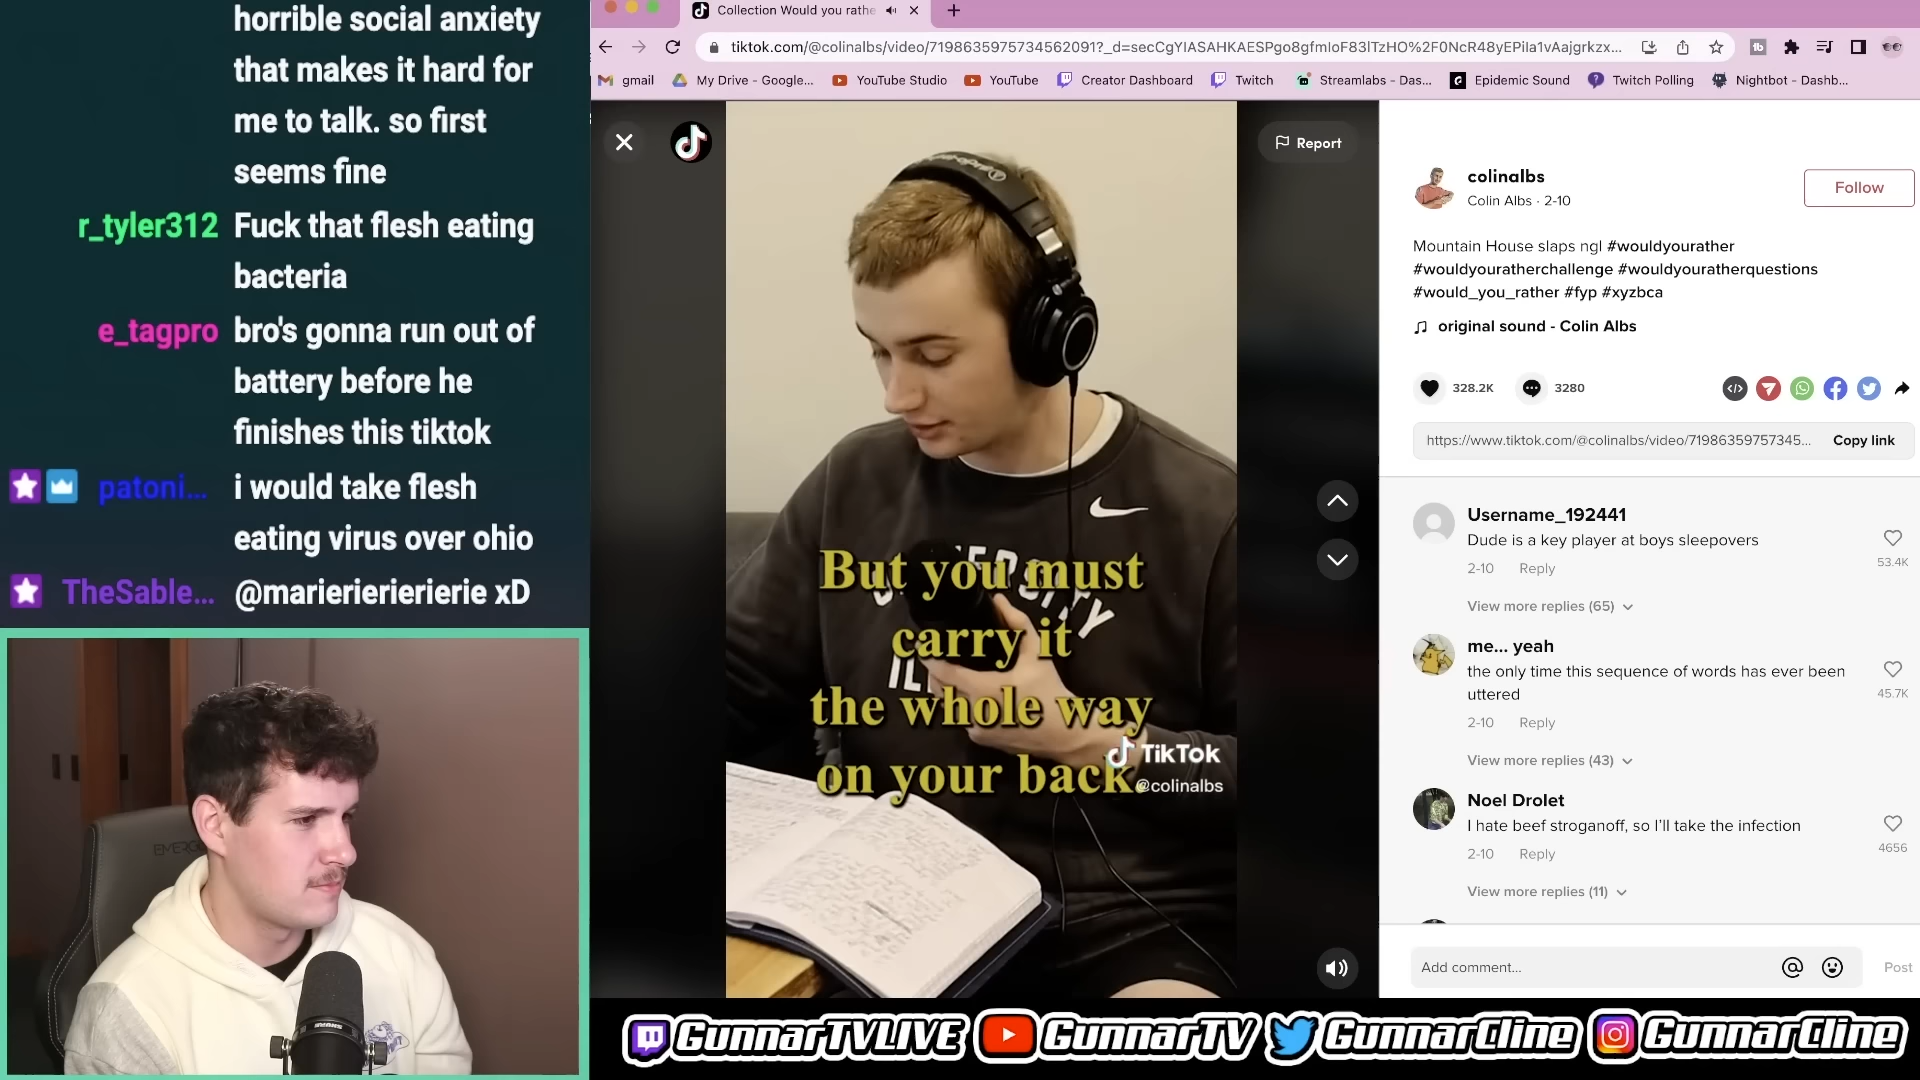 horrible social anxiety
that makes it hard for
me to talk. so first
seems fine
r_tyler312 Fuck that flesh eating
bacteria
e_tagpro bro's gonna run out of
battery before he
finishes this tiktok
patoni... i would take flesh
eating virus over ohio
TheSable... @marierierierierie xD
Collection Would you rathe
tiktok.com/@colinalbs/video/7198635975734562091?_d=secCgYIASAHKAESPgo8gfmIoF83lTzHO%2F0NcR48yEPiIa1vAajgrkzx...
gmail My Drive - Google... YouTube Studio YouTube Creator Dashboard Twitch Streamlabs - Das... Epidemic Sound Twitch Polling Nightbot - Dashb...
Report
But you must
carry it
the whole way
on your back
TikTok
@colinalbs
colinalbs
Colin Albs · 2-10
Follow
Mountain House slaps ngl #wouldyourather
#wouldyouratherchallenge #wouldyouratherquestions
#would_you_rather #fyp #xyzbca
original sound - Colin Albs
328.2K 3280
https://www.tiktok.com/@colinalbs/video/71986359757345... Copy link
Username_192441
Dude is a key player at boys sleepovers
53.4K
2-10 Reply
View more replies (65)
me... yeah
the only time this sequence of words has ever been
uttered
45.7K
2-10 Reply
View more replies (43)
Noel Drolet
I hate beef stroganoff, so I'll take the infection
4656
2-10 Reply
View more replies (11)
Add comment... Post
GunnarTVLIVE GunnarTV GunnarCline GunnarCline